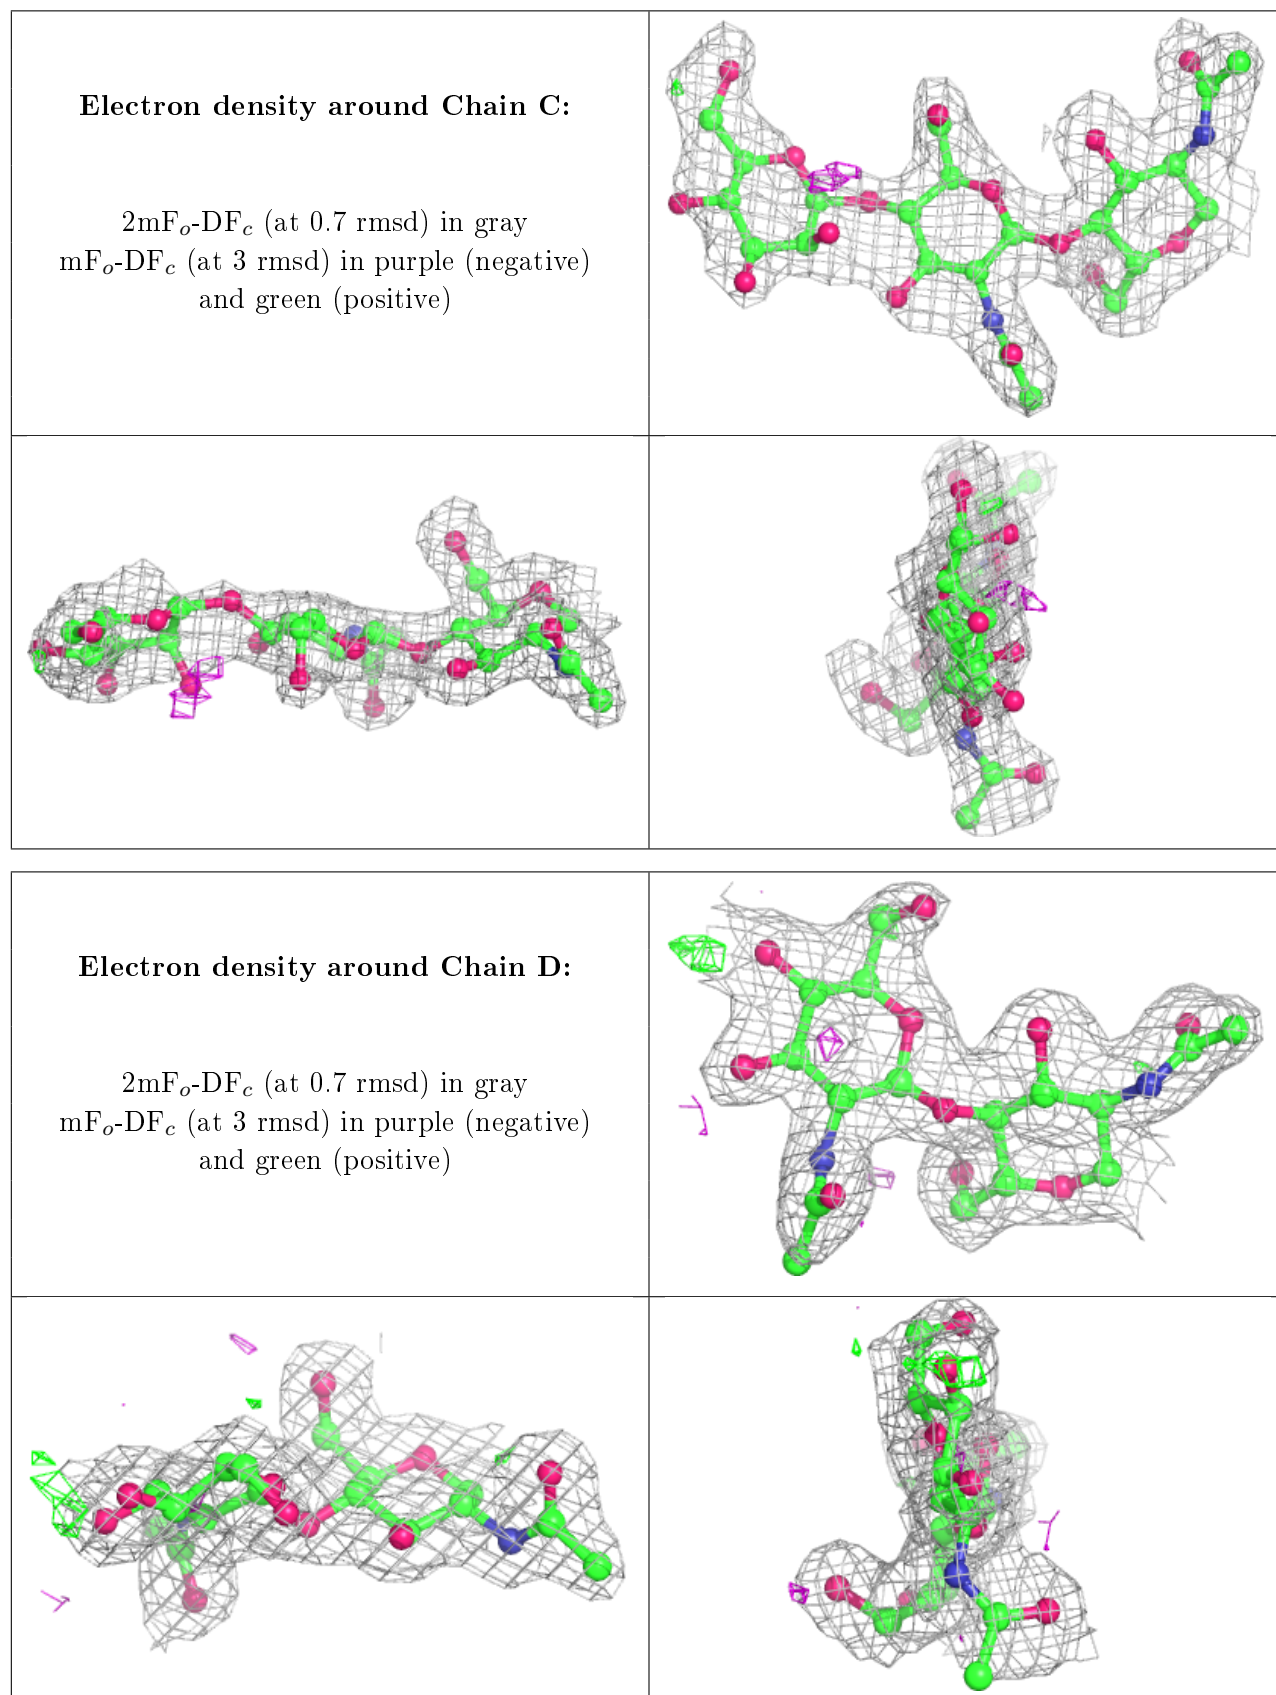 Electron density around Chain C:
2mFₒ-DF𝒸 (at 0.7 rmsd) in gray
mFₒ-DF𝒸 (at 3 rmsd) in purple (negative)
and green (positive)
Electron density around Chain D:
2mFₒ-DF𝒸 (at 0.7 rmsd) in gray
mFₒ-DF𝒸 (at 3 rmsd) in purple (negative)
and green (positive)